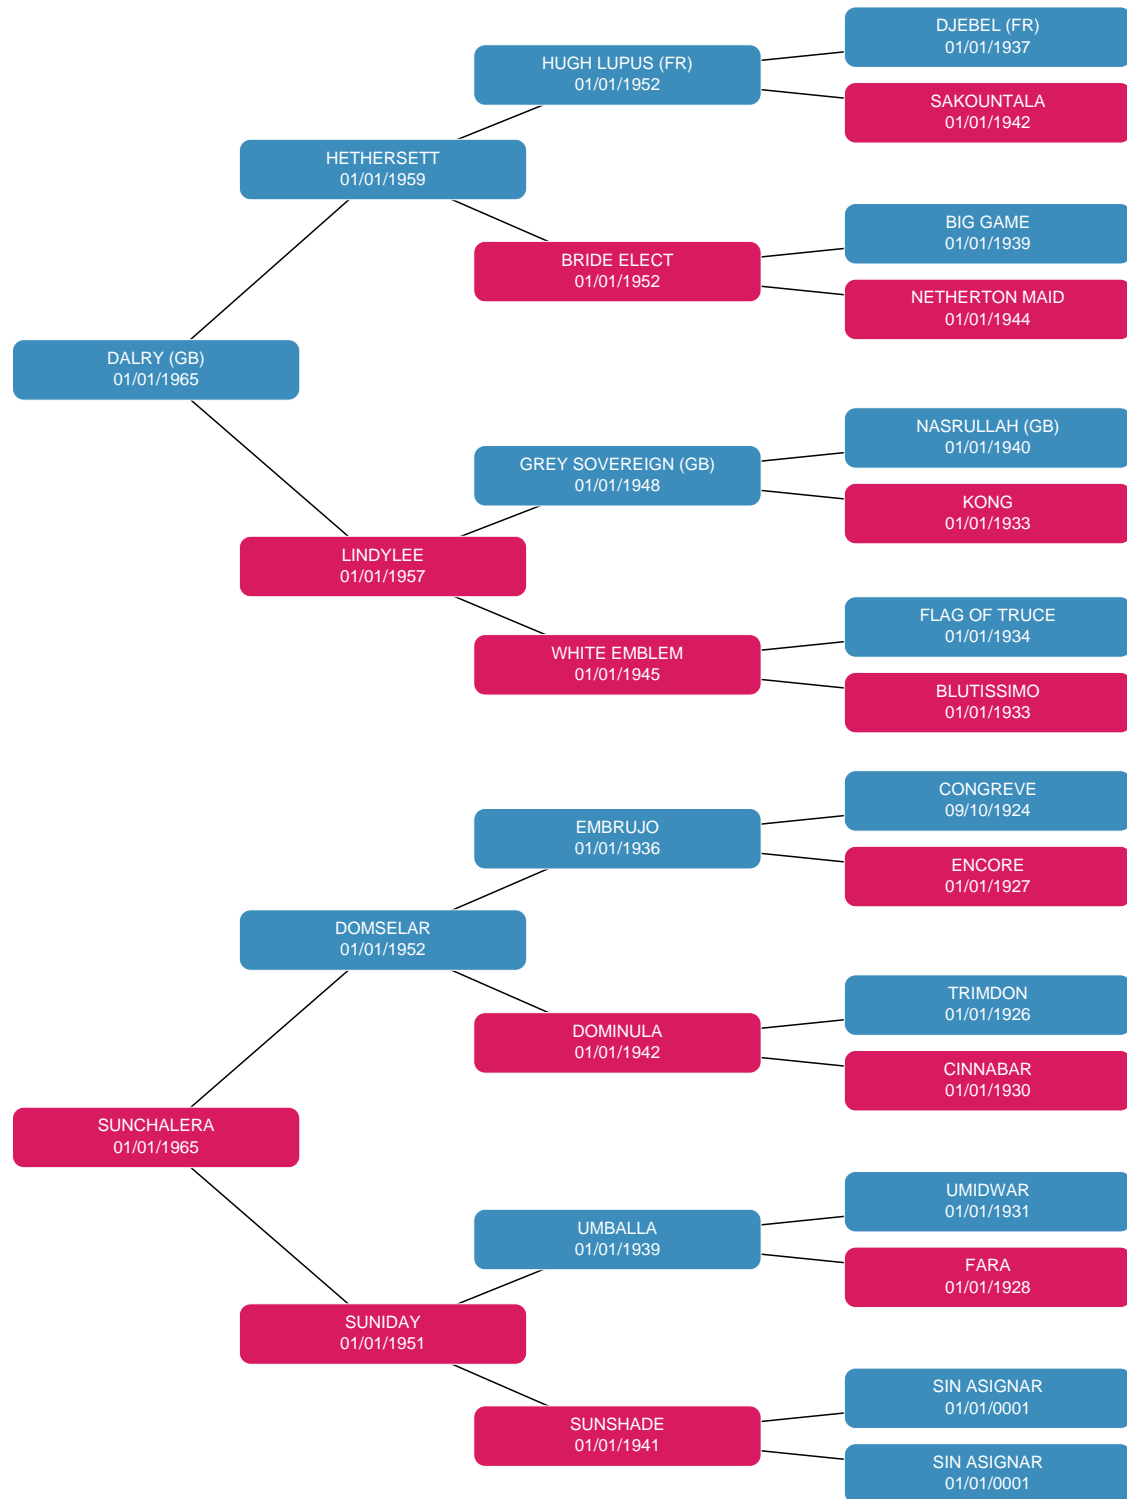 DJEBEL (FR)
01/01/1937
HUGH LUPUS (FR)
01/01/1952
SAKOUNTALA
01/01/1942
HETHERSETT
01/01/1959
BIG GAME
01/01/1939
BRIDE ELECT
01/01/1952
NETHERTON MAID
01/01/1944
DALRY (GB)
01/01/1965
NASRULLAH (GB)
01/01/1940
GREY SOVEREIGN (GB)
01/01/1948
KONG
01/01/1933
LINDYLEE
01/01/1957
FLAG OF TRUCE
01/01/1934
WHITE EMBLEM
01/01/1945
BLUTISSIMO
01/01/1933
CONGREVE
09/10/1924
EMBRUJO
01/01/1936
ENCORE
01/01/1927
DOMSELAR
01/01/1952
TRIMDON
01/01/1926
DOMINULA
01/01/1942
CINNABAR
01/01/1930
SUNCHALERA
01/01/1965
UMIDWAR
01/01/1931
UMBALLA
01/01/1939
FARA
01/01/1928
SUNIDAY
01/01/1951
SIN ASIGNAR
01/01/0001
SUNSHADE
01/01/1941
SIN ASIGNAR
01/01/0001